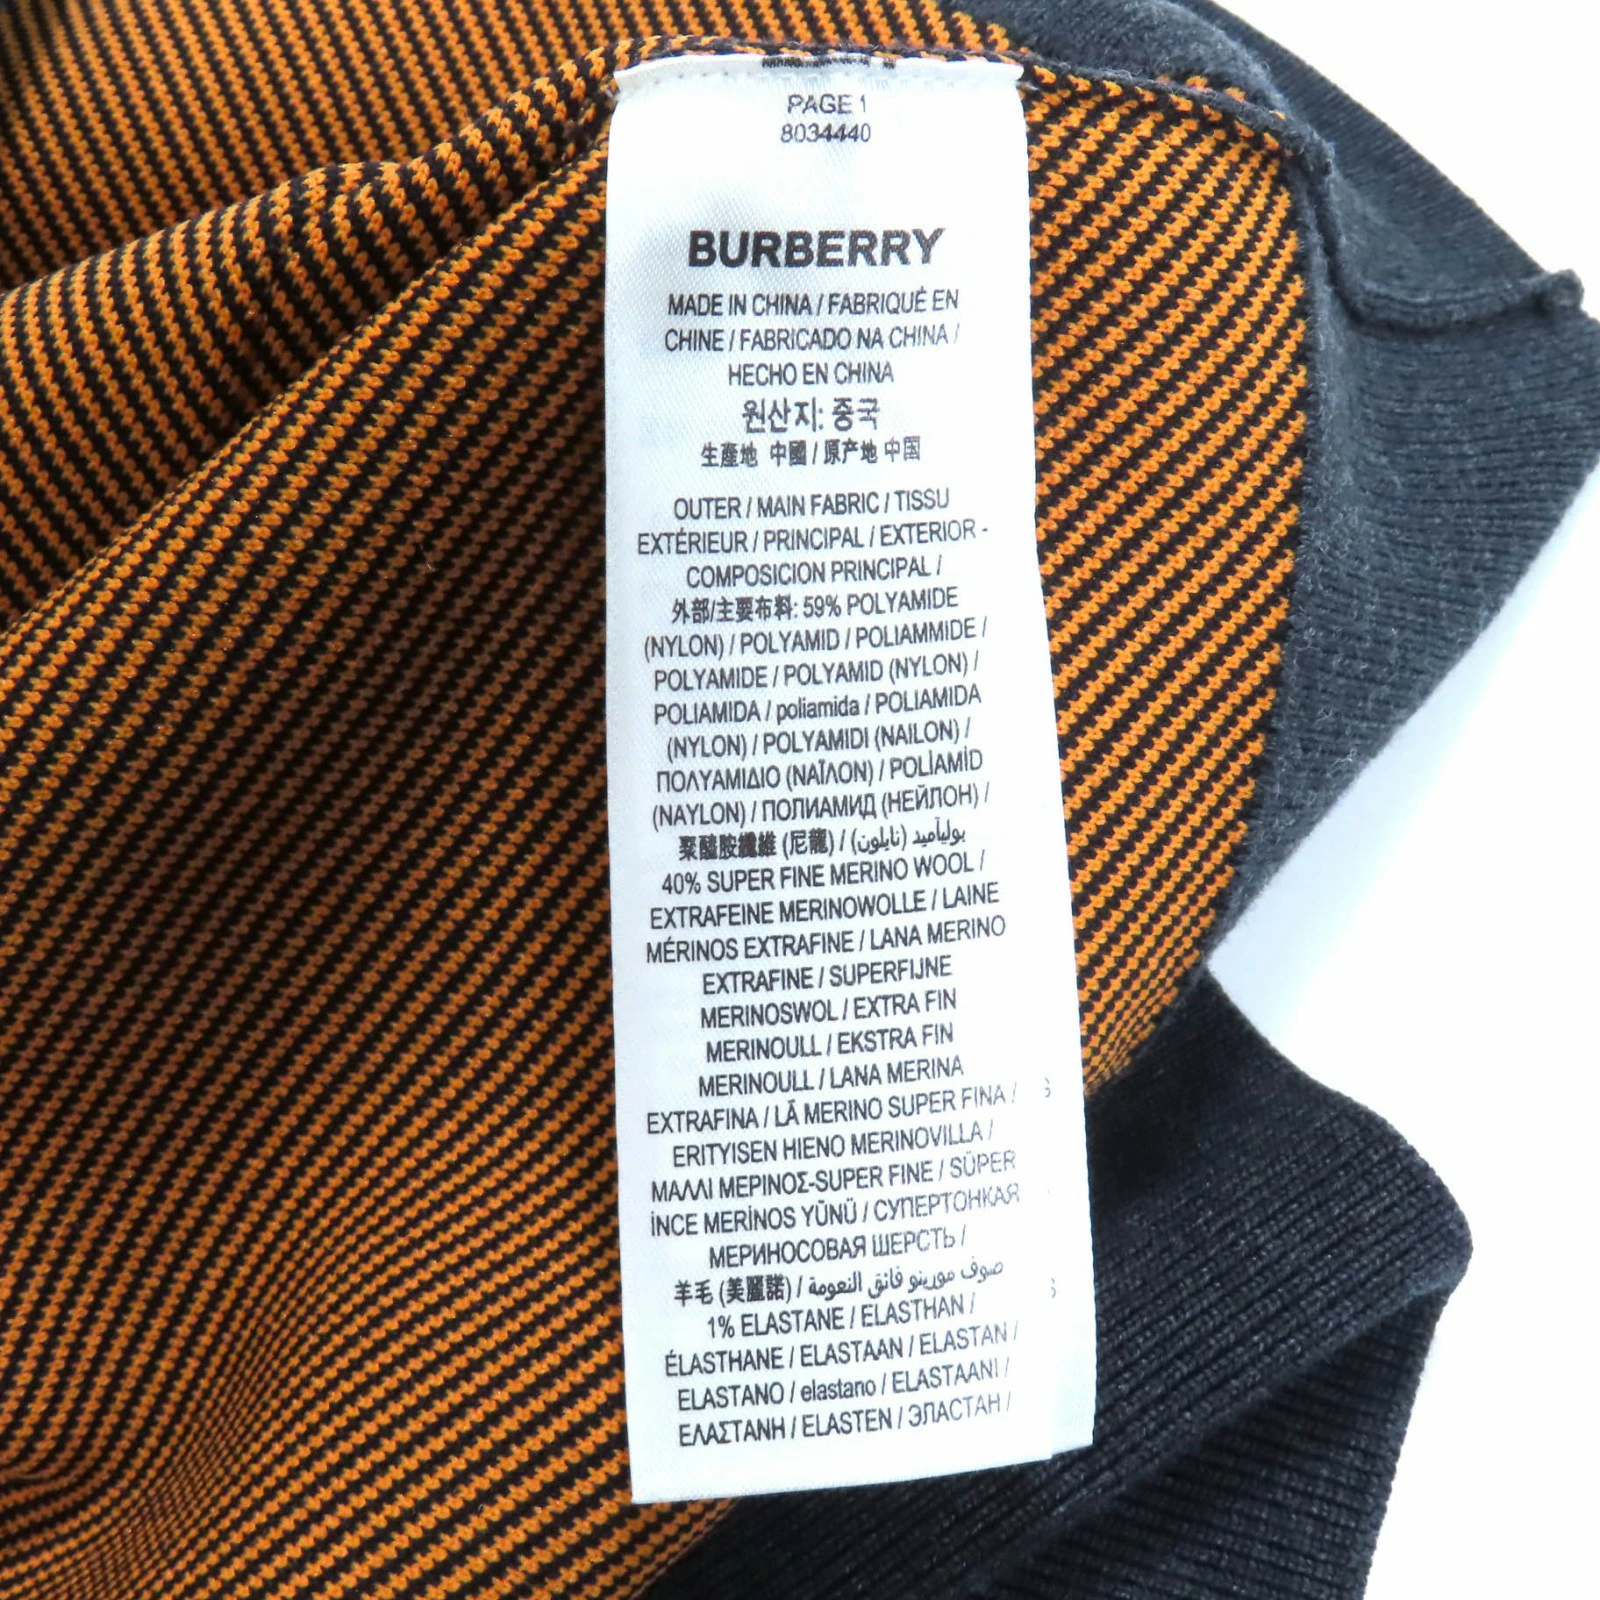 PAGE 1
8034440
BURBERRY
MADE IN CHINA / FABRIQUÉ EN
CHINE / FABRICADO NA CHINA /
HECHO EN CHINA
원산지: 중국
生產地 中國 / 原产地 中国
OUTER / MAIN FABRIC / TISSU
EXTÉRIEUR / PRINCIPAL / EXTERIOR -
COMPOSICION PRINCIPAL /
外部/主要布料: 59% POLYAMIDE
(NYLON) / POLYAMID / POLIAMMIDE /
POLYAMIDE / POLYAMID (NYLON) /
POLIAMIDA / poliamida / POLIAMIDA
(NYLON) / POLYAMIDI (NAILON) /
ΠΟΛΥΑΜΙΔΙΟ (ΝΑΪΛΟΝ) / POLİAMİD
(NAYLON) / ПОЛИАМИД (НЕЙЛОН) /
聚醯胺纖維 (尼龍) / بولياميد (نايلون)
40% SUPER FINE MERINO WOOL /
EXTRAFEINE MERINOWOLLE / LAINE
MÉRINOS EXTRAFINE / LANA MERINO
EXTRAFINE / SUPERFIJNE
MERINOSWOL / EXTRA FIN
MERINOULL / EKSTRA FIN
MERINOULL / LANA MERINA
EXTRAFINA / LÃ MERINO SUPER FINA /
ERITYISEN HIENO MERINOVILLA /
ΜΑΛΛΙ ΜΕΡΙΝΟΣ-SUPER FINE / SÜPER
İNCE MERİNOS YÜNÜ / СУПЕРТОНКАЯ
МЕРИНОСОВАЯ ШЕРСТЬ /
羊毛 (美麗諾) / صوف مورينو فائق النعومة
1% ELASTANE / ELASTHAN /
ÉLASTHANE / ELASTAAN / ELASTAN /
ELASTANO / elastano / ELASTAANI /
ΕΛΑΣΤΑΝΗ / ELASTEN / ЭЛАСТАН /